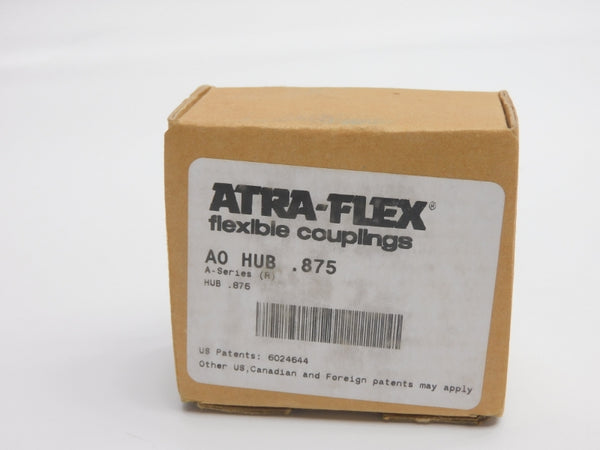 ATRA-FLEX®
flexible couplings
AO HUB .875
A-Series (R)
HUB .875
US Patents: 6024644
Other US,Canadian and Foreign patents may apply